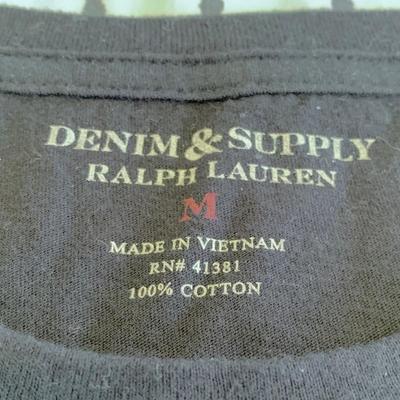 DENIM & SUPPLY
RALPH LAUREN
M
MADE IN VIETNAM
RN# 41381
100% COTTON